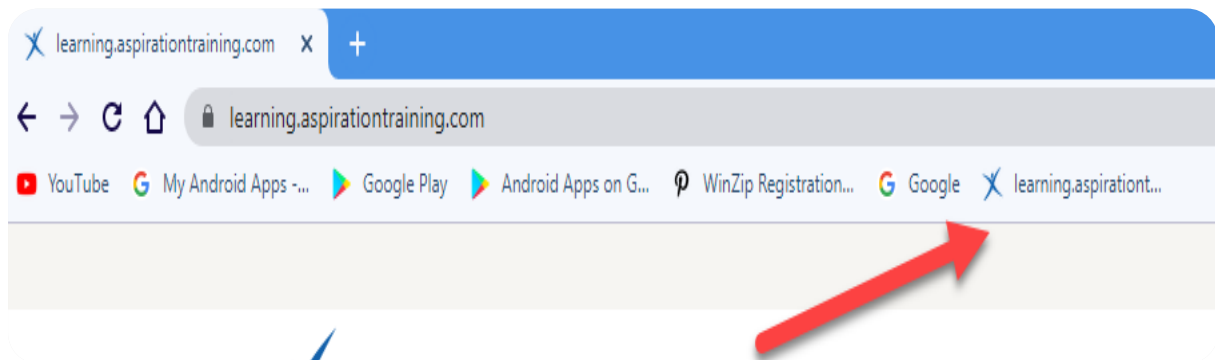 learning.aspirationtraining.com
learning.aspirationtraining.com
YouTube My Android Apps -... Google Play Android Apps on G... WinZip Registration... Google learning.aspirationt...